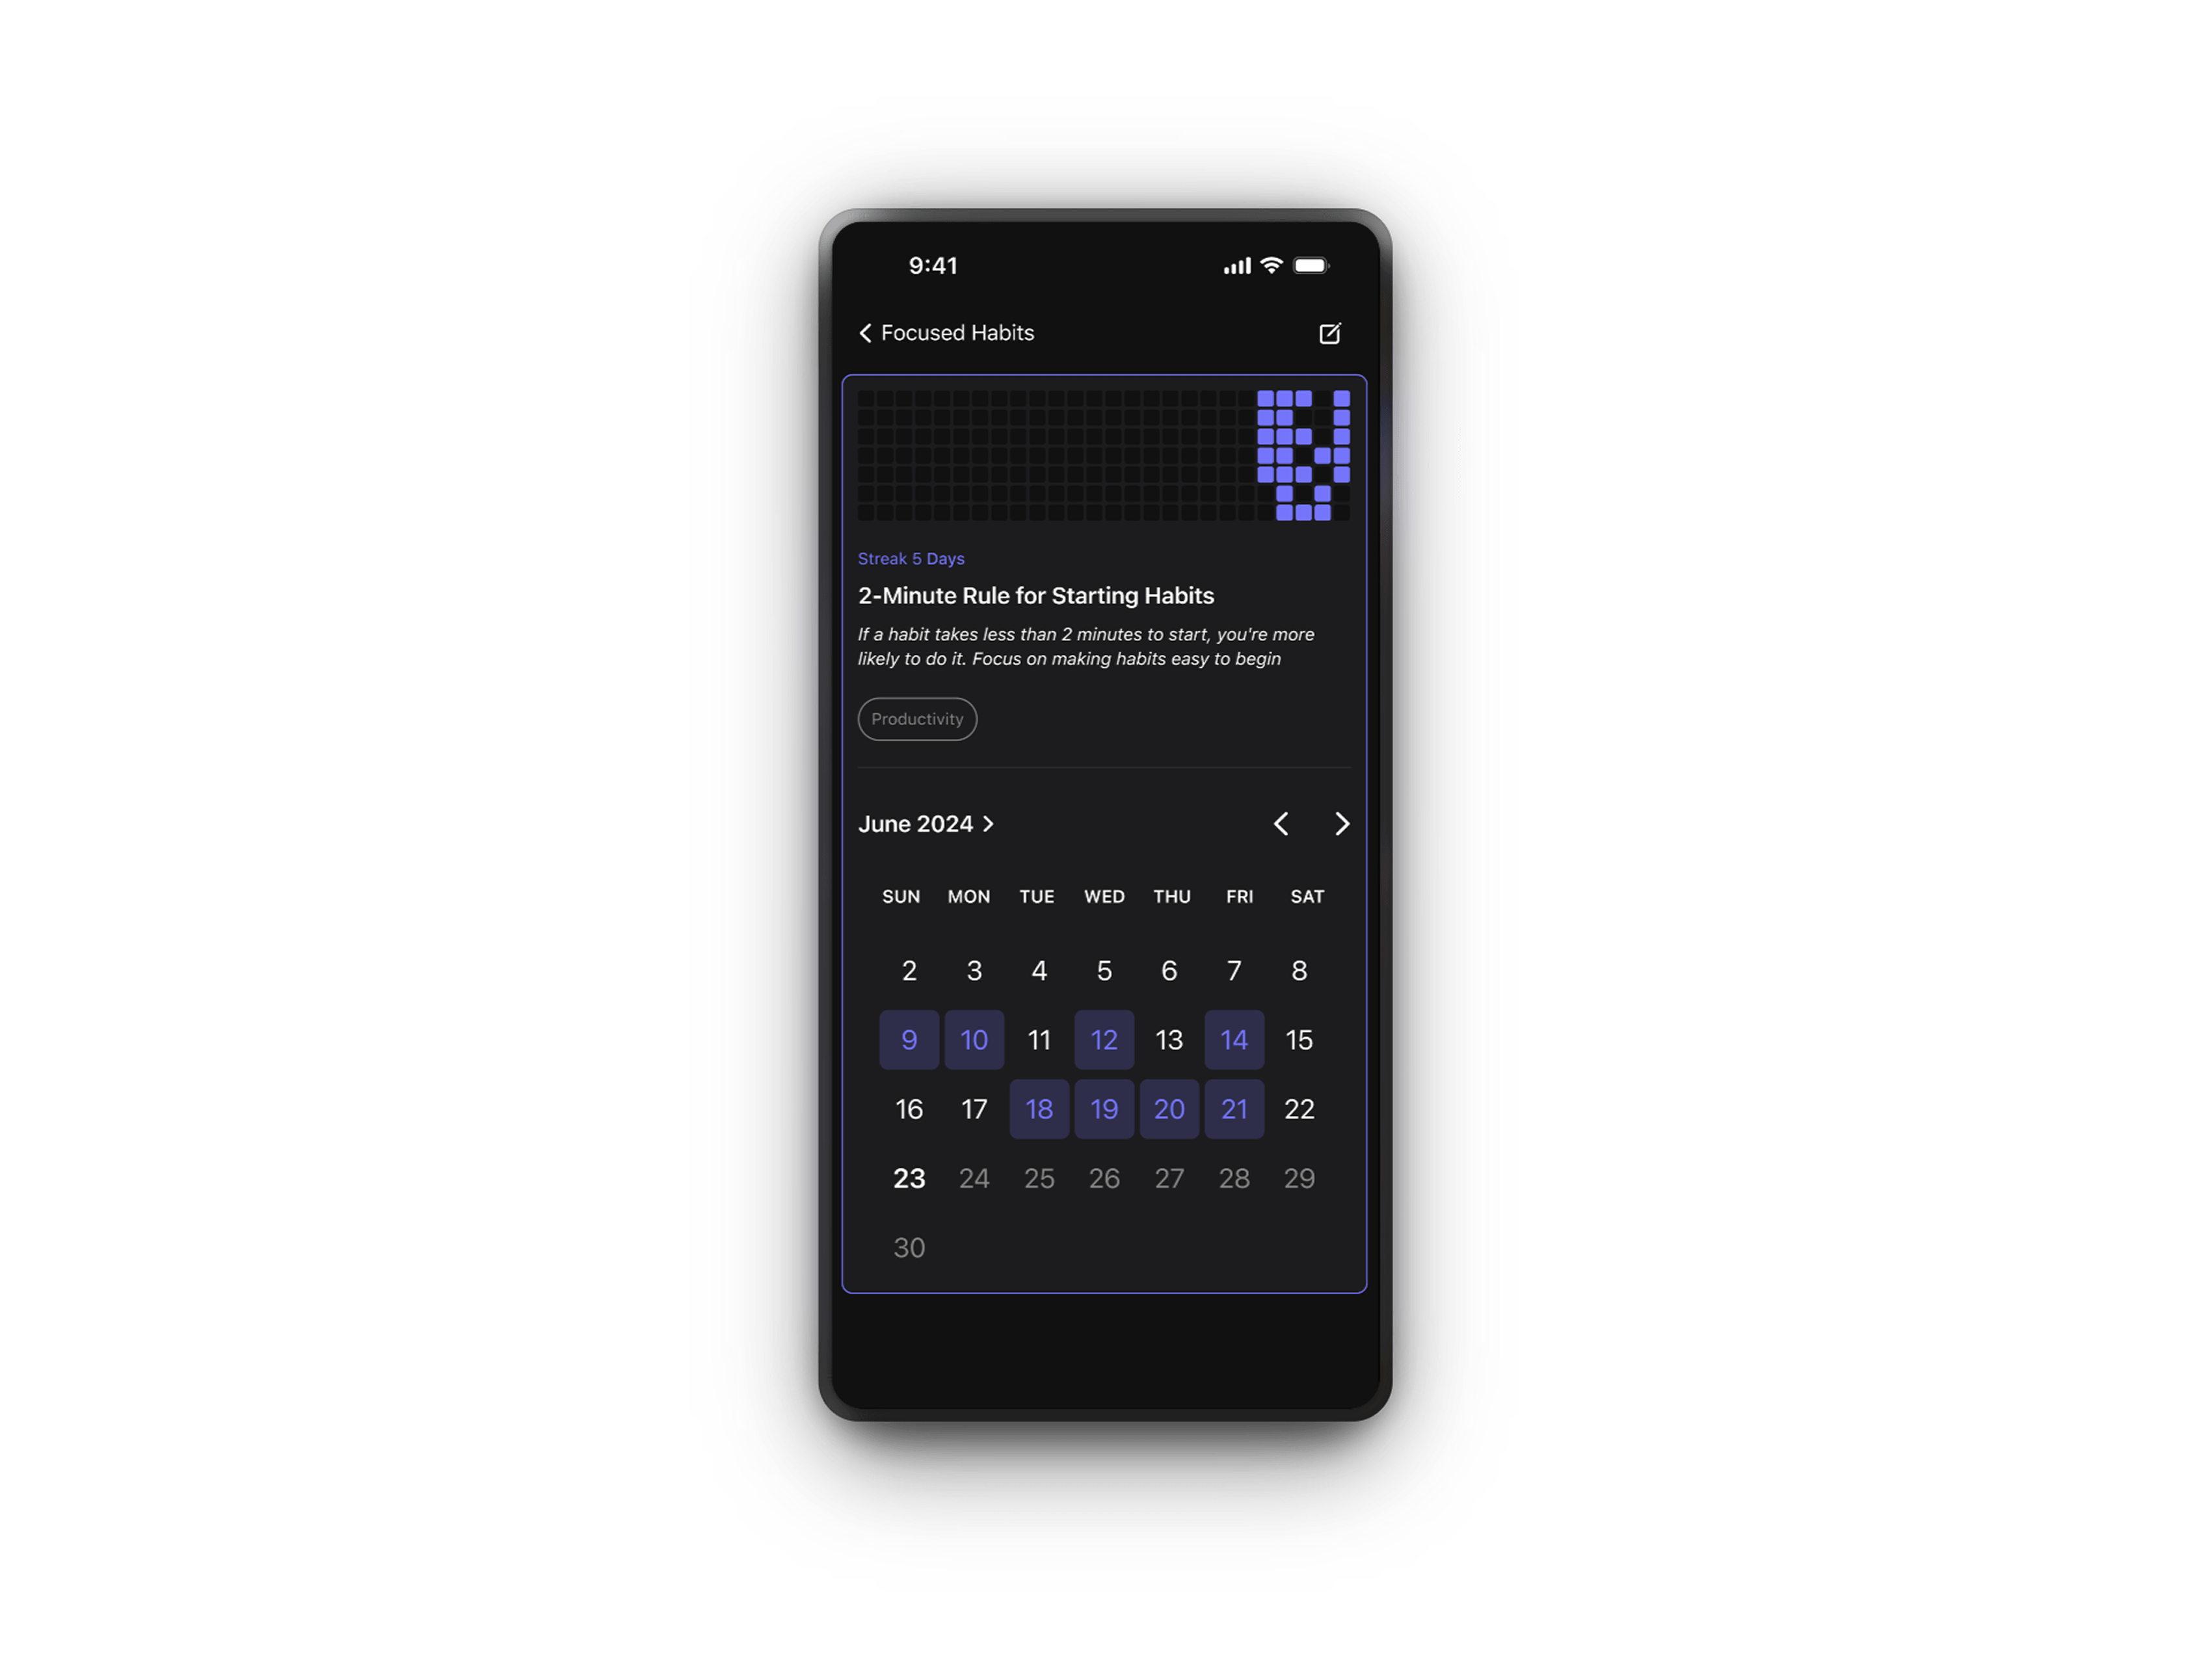 9:41
Focused Habits
Streak 5 Days
2-Minute Rule for Starting Habits
If a habit takes less than 2 minutes to start, you're more
likely to do it. Focus on making habits easy to begin
Productivity
June 2024
SUN MON TUE WED THU FRI SAT
2 3 4 5 6 7 8
9 10 11 12 13 14 15
16 17 18 19 20 21 22
23 24 25 26 27 28 29
30